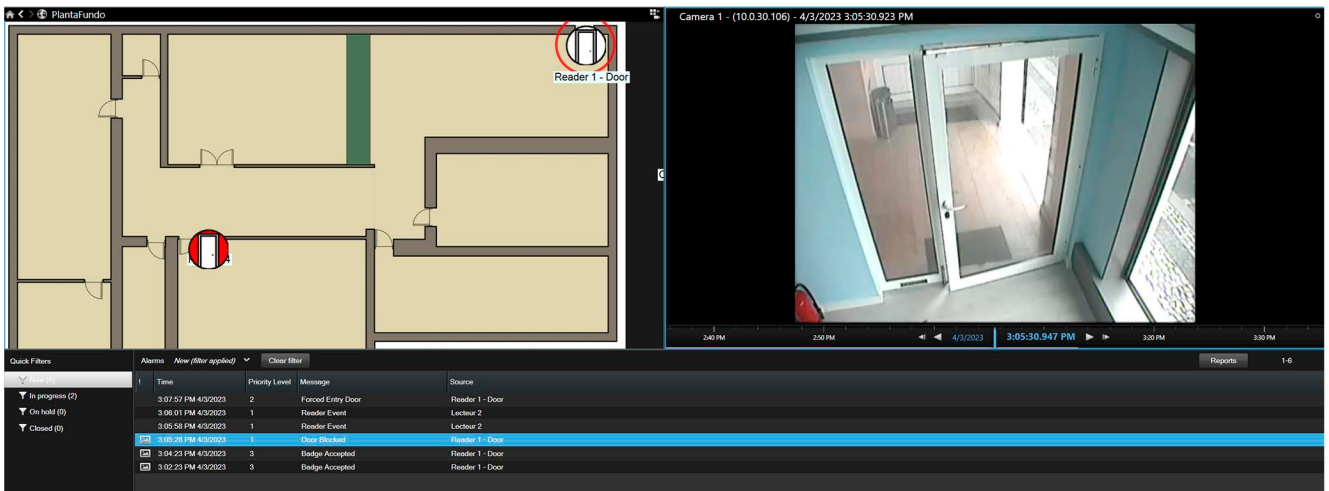 PlantaFundo
Reader 1 - Door
4
Camera 1 - (10.0.30.106) - 4/3/2023 3:05:30.923 PM
2:40 PM
2:50 PM
4/3/2023
3:05:30.947 PM
3:20 PM
3:30 PM
Quick Filters
Alarms New (filter applied)
Clear filter
Reports
1-6
! Time Priority Level Message Source
In progress (2)
On hold (0)
Closed (0)
3:07:57 PM 4/3/2023 2 Forced Entry Door Reader 1 - Door
3:06:01 PM 4/3/2023 1 Reader Event Lecteur 2
3:05:58 PM 4/3/2023 1 Reader Event Lecteur 2
3:05:28 PM 4/3/2023 1 Door Blocked Reader 1 - Door
3:04:23 PM 4/3/2023 3 Badge Accepted Reader 1 - Door
3:02:23 PM 4/3/2023 3 Badge Accepted Reader 1 - Door